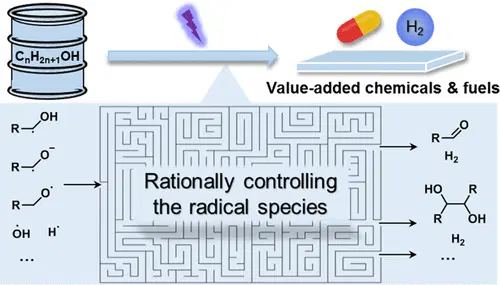 CnH2n+1OH
H2
Value-added chemicals & fuels
OH
R
O-
R
O·
R
·OH H·
...
Rationally controlling
the radical species
O
R
H2
HO R
R OH
H2
...